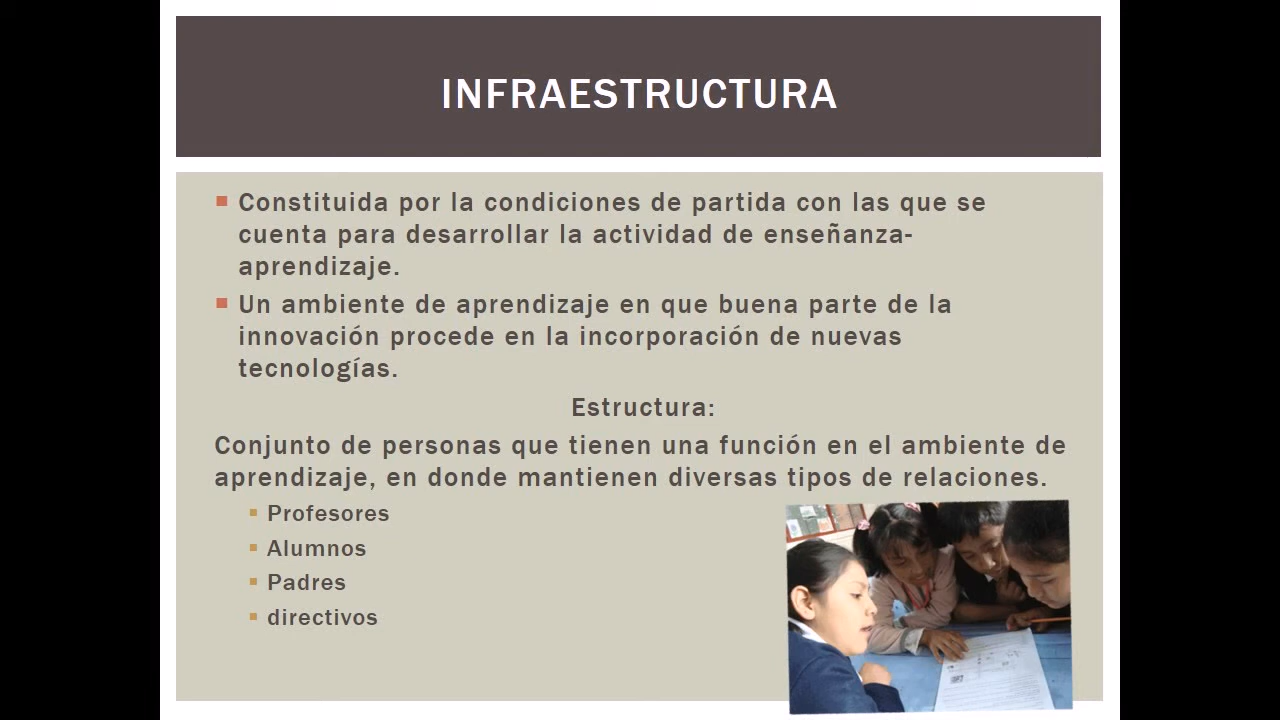 INFRAESTRUCTURA
Constituida por la condiciones de partida con las que se
cuenta para desarrollar la actividad de enseñanza-
aprendizaje.
Un ambiente de aprendizaje en que buena parte de la
innovación procede en la incorporación de nuevas
tecnologías.
Estructura:
Conjunto de personas que tienen una función en el ambiente de
aprendizaje, en donde mantienen diversas tipos de relaciones.
Profesores
Alumnos
Padres
directivos